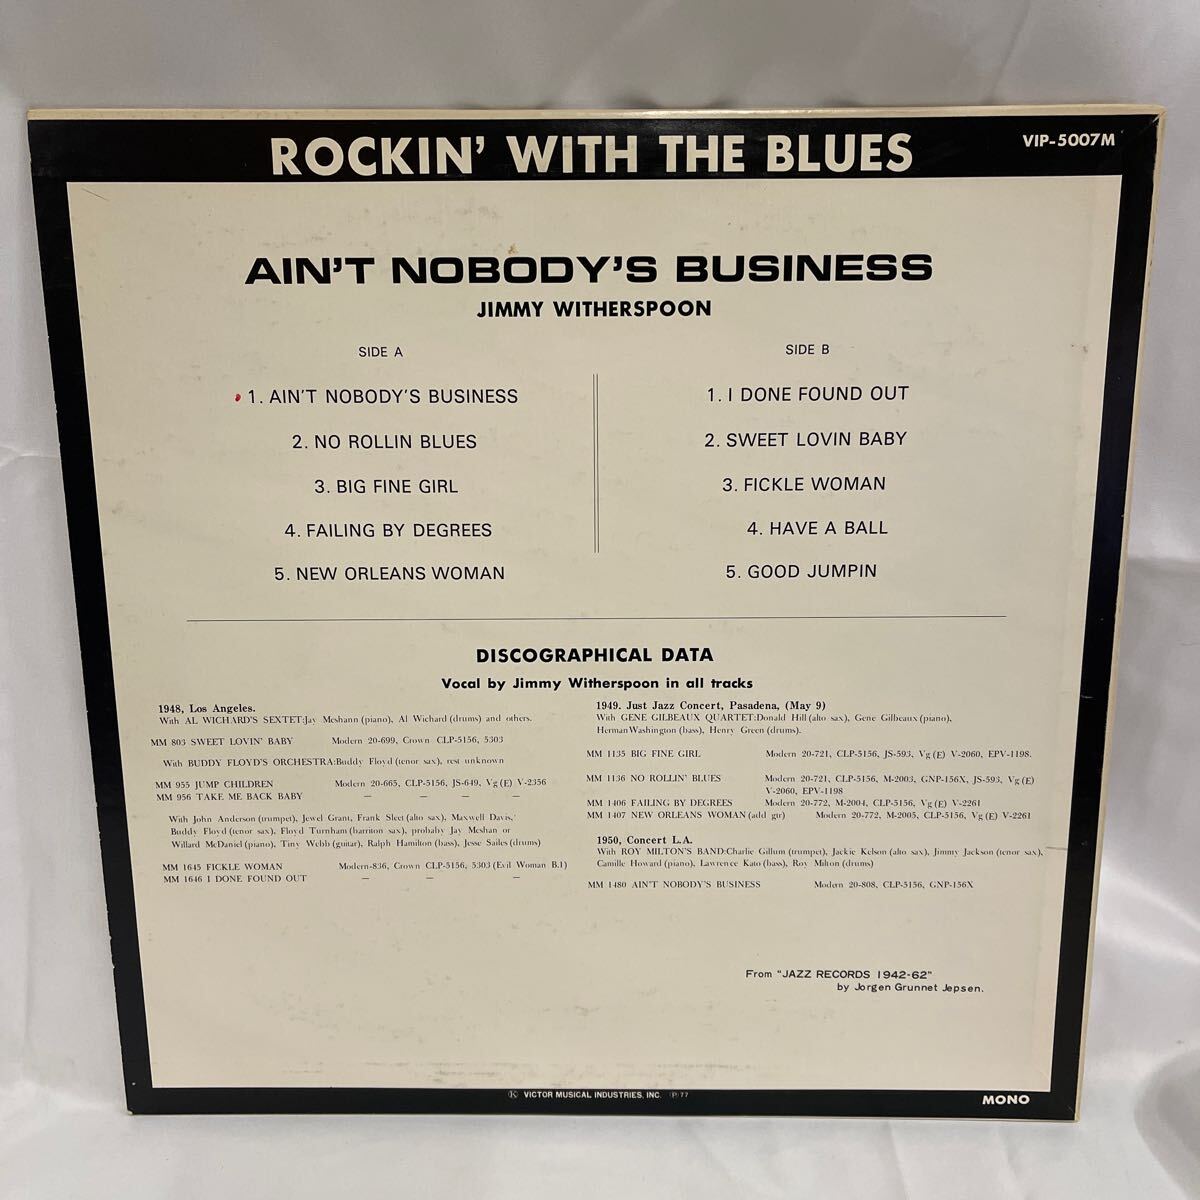 ROCKIN' WITH THE BLUES
VIP-5007M
AIN'T NOBODY'S BUSINESS
JIMMY WITHERSPOON
SIDE A
1. AIN'T NOBODY'S BUSINESS
2. NO ROLLIN BLUES
3. BIG FINE GIRL
4. FAILING BY DEGREES
5. NEW ORLEANS WOMAN
SIDE B
1. I DONE FOUND OUT
2. SWEET LOVIN BABY
3. FICKLE WOMAN
4. HAVE A BALL
5. GOOD JUMPIN
DISCOGRAPHICAL DATA
Vocal by Jimmy Witherspoon in all tracks
1948, Los Angeles.
With AL WICHARD'S SEXTET:Jay Meshann (piano), Al Wichard (drums) and others.
MM 803 SWEET LOVIN' BABY Modern 20-699, Crown CLP-5156, 5303
With BUDDY FLOYD'S ORCHESTRA:Buddy Floyd (tenor sax), rest unknown
MM 955 JUMP CHILDREN Modern 20-665, CLP-5156, JS-649, Vg (E) V-2356
MM 956 TAKE ME BACK BABY — — — —
With John Anderson (trumpet), Jewel Grant, Frank Sleet (alto sax), Maxwell Davis,
Buddy Floyd (tenor sax), Floyd Turnham (barriton sax), probaby Jay Meshan or
Willard McDaniel (piano), Tiny Webb (guitar), Ralph Hamilton (bass), Jesse Sailes (drums)
MM 1645 FICKLE WOMAN Modern-836, Crown CLP-5156, 5303 (Evil Woman B.1)
MM 1646 I DONE FOUND OUT — — —
1949. Just Jazz Concert, Pasadena, (May 9)
With GENE GILBEAUX QUARTET:Donald Hill (alto sax), Gene Gilbeaux (piano),
Herman Washington (bass), Henry Green (drums).
MM 1135 BIG FINE GIRL Modern 20-721, CLP-5156, JS-593, Vg (E) V-2060, EPV-1198.
MM 1136 NO ROLLIN' BLUES Modern 20-721, CLP-5156, M-2003, GNP-156X, JS-593, Vg (E)
V-2060, EPV-1198
MM 1406 FAILING BY DEGREES Modern 20-772, M-2004, CLP-5156, Vg (E) V-2261
MM 1407 NEW ORLEANS WOMAN (add gtr) Modern 20-772, M-2005, CLP-5156, Vg (E) V-2261
1950, Concert L.A.
With ROY MILTON'S BAND:Charlie Gillum (trumpet), Jackie Kelson (alto sax), Jimmy Jackson (tenor sax),
Camille Howard (piano), Lawrence Kato (bass), Roy Milton (drums)
MM 1480 AIN'T NOBODY'S BUSINESS Modern 20-808, CLP-5156, GNP-156X
From "JAZZ RECORDS 1942-62"
by Jorgen Grunnet Jepsen.
Ⓚ VICTOR MUSICAL INDUSTRIES, INC. Ⓟ'77
MONO